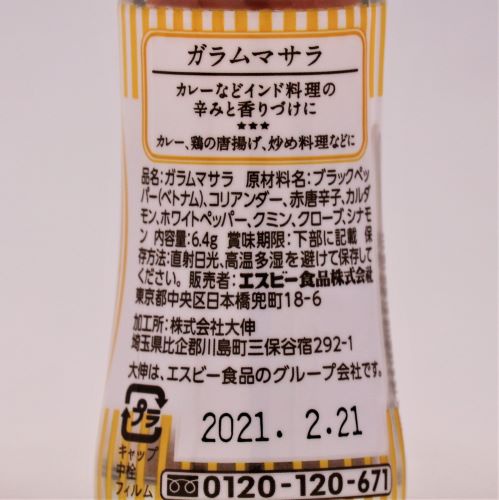 ガラムマサラ
カレーなどインド料理の
辛みと香りづけに
★★★
カレー、鶏の唐揚げ、炒め料理などに
品名:ガラムマサラ 原材料名:ブラックペッ
パー(ベトナム)、コリアンダー、赤唐辛子、カルダ
モン、ホワイトペッパー、クミン、クローブ、シナモ
ン 内容量:6.4g 賞味期限:下部に記載 保
存方法:直射日光、高温多湿を避けて保存して
ください。 販売者:エスビー食品株式会社
東京都中央区日本橋兜町18-6
加工所:株式会社大伸
埼玉県比企郡川島町三保谷宿292-1
大伸は、エスビー食品のグループ会社です。
プラ
2021. 2.21
キャップ
中栓
フィルム
0120-120-671